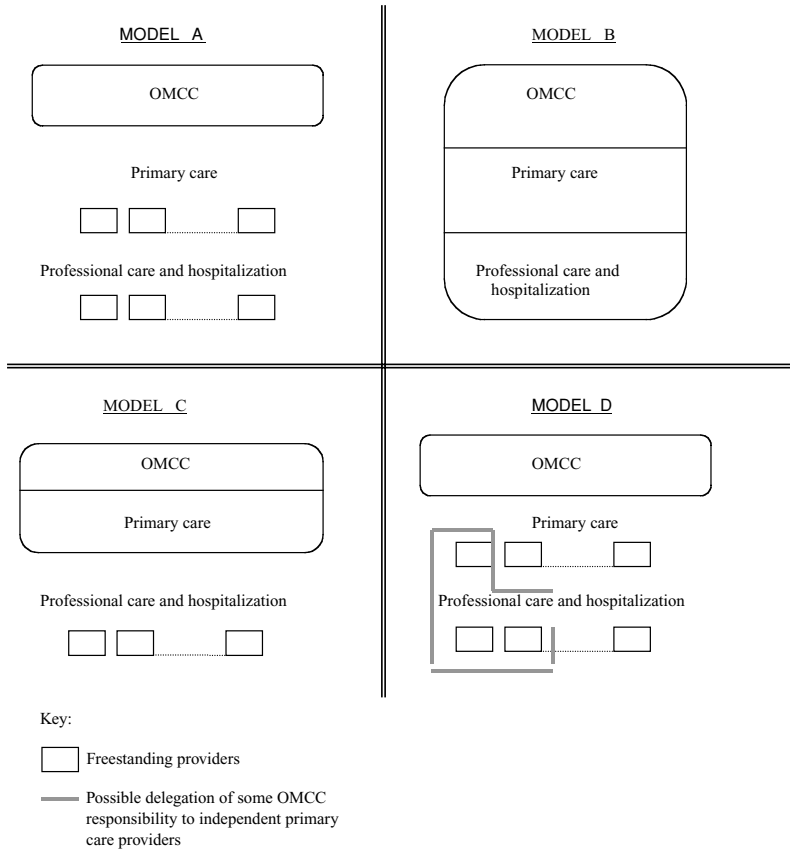 MODEL A
OMCC
Primary care
Professional care and hospitalization
MODEL B
OMCC
Primary care
Professional care and
hospitalization
MODEL C
OMCC
Primary care
Professional care and hospitalization
MODEL D
OMCC
Primary care
Professional care and hospitalization
Key:
Freestanding providers
Possible delegation of some OMCC
responsibility to independent primary
care providers